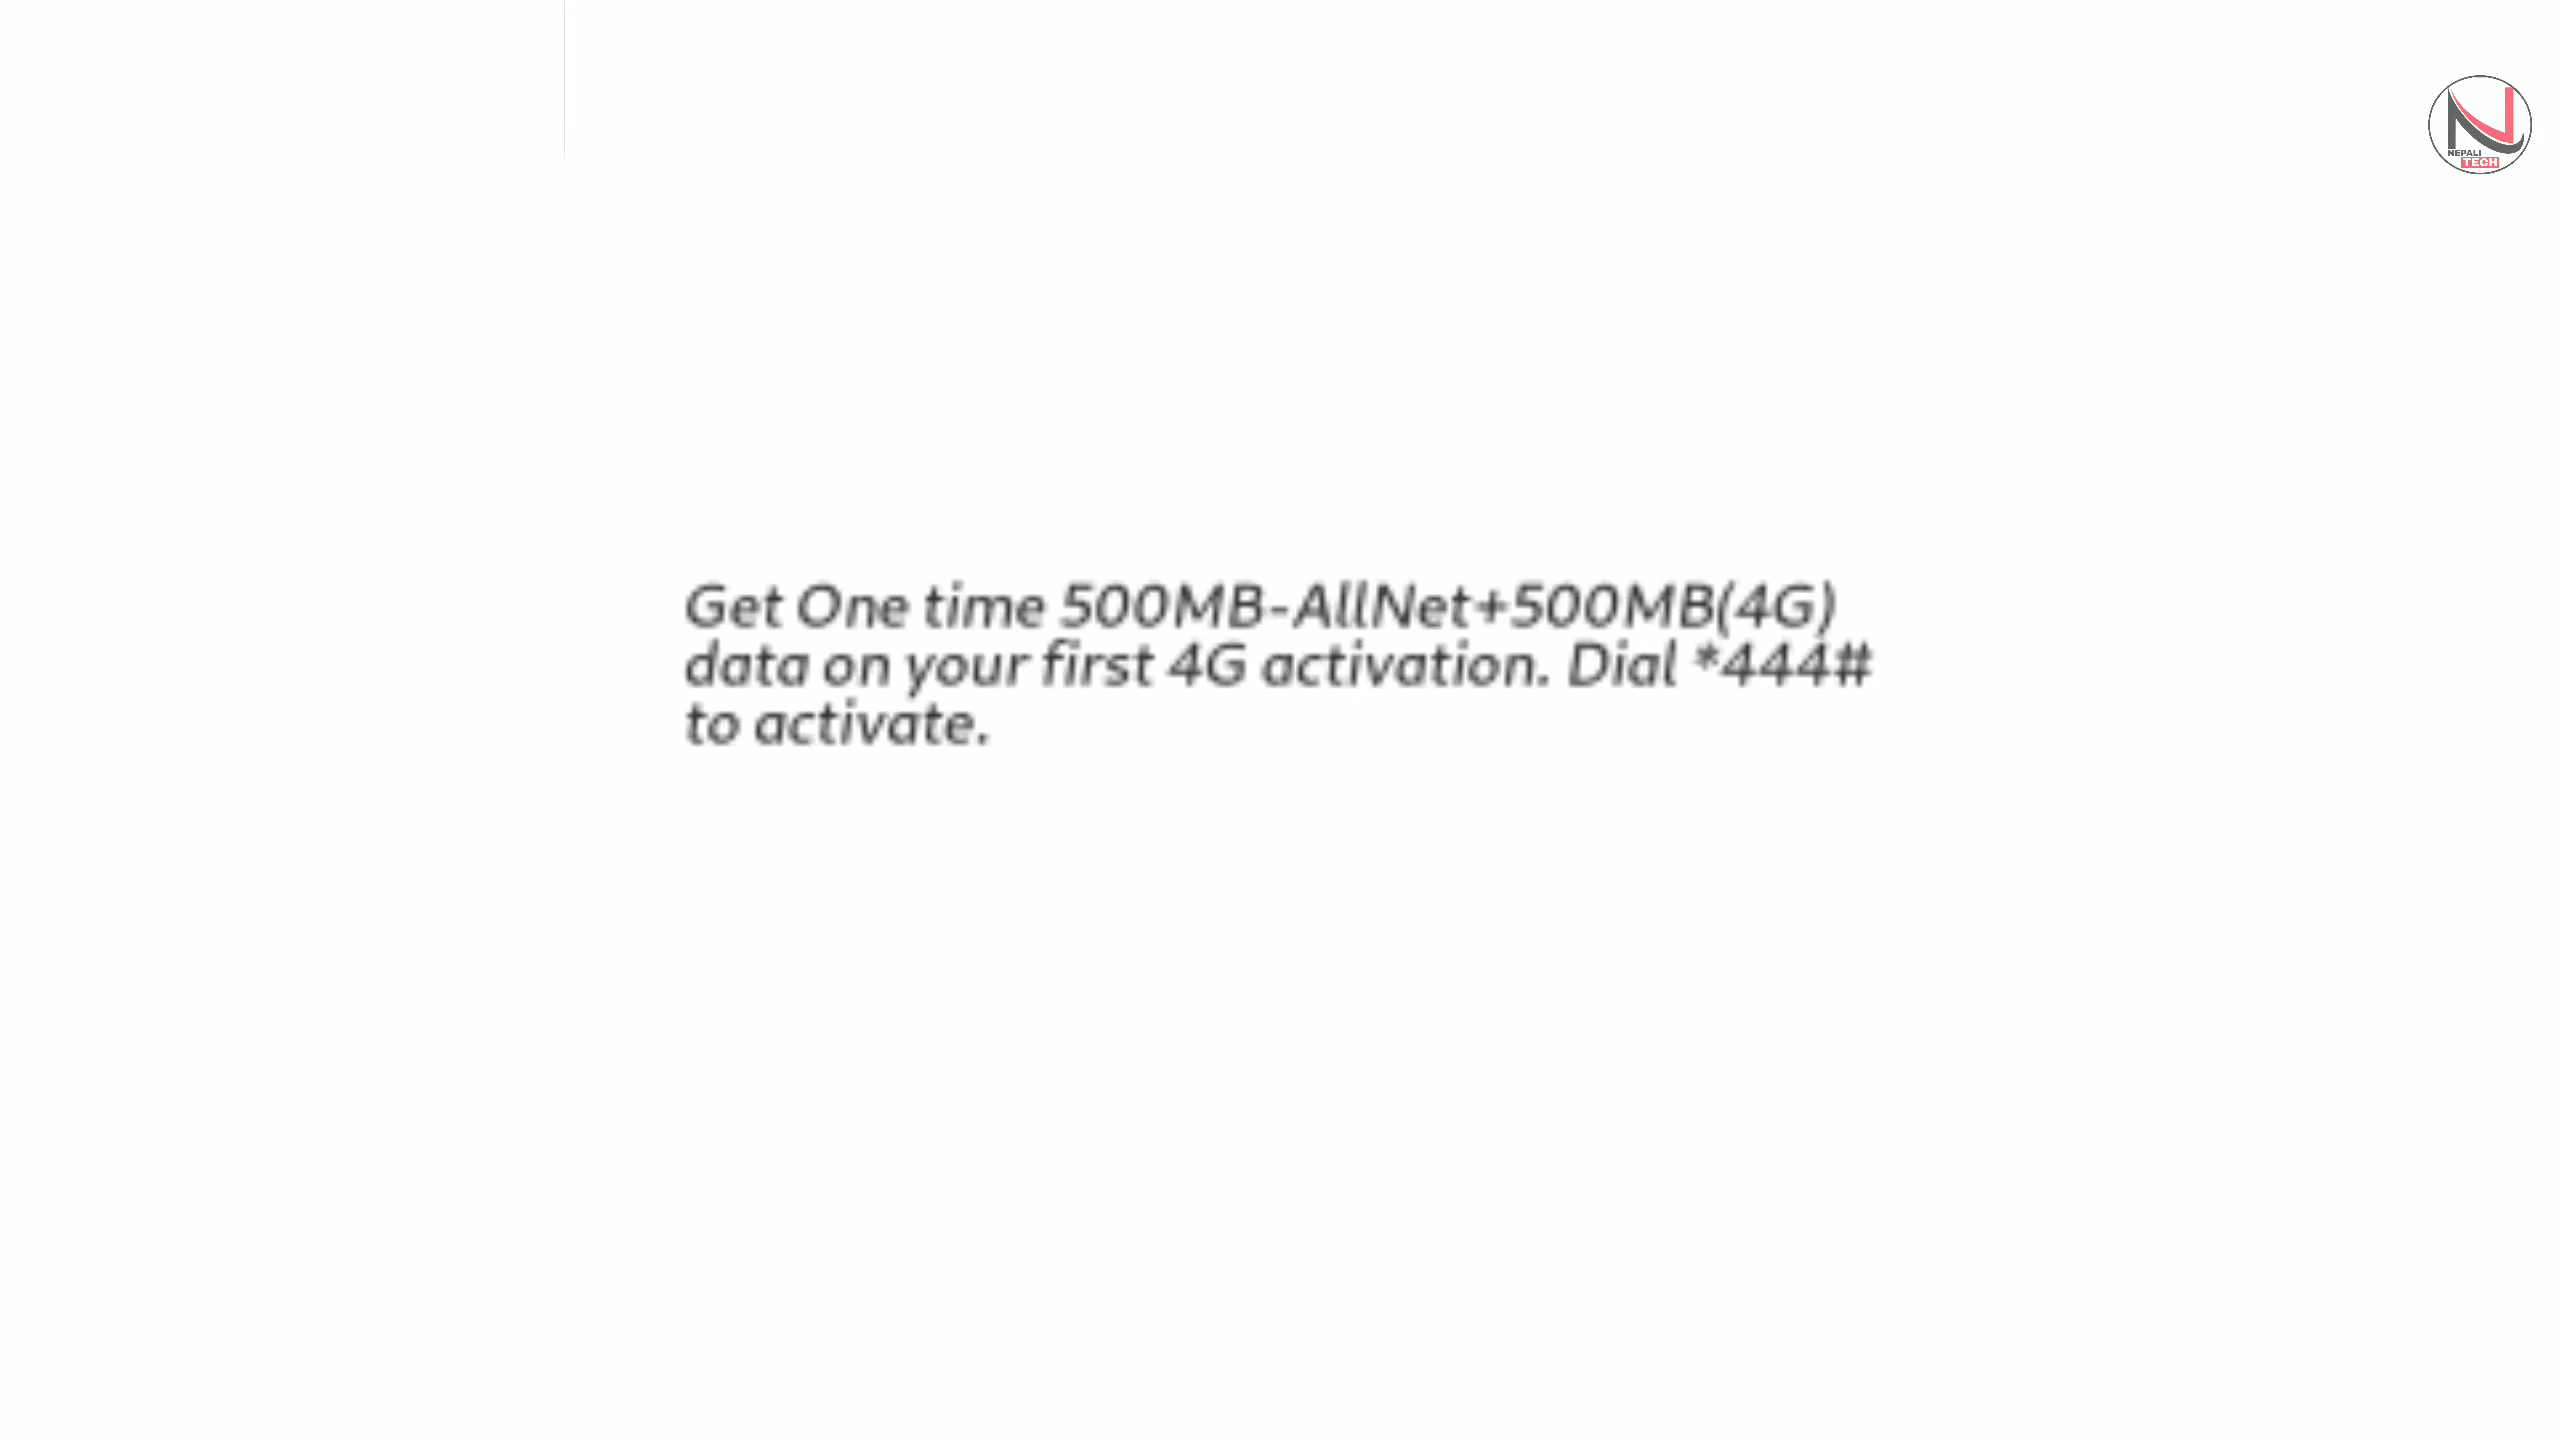 NEPALI
TECH
Get One time 500MB-AllNet+500MB(4G)
data on your first 4G activation. Dial *444#
to activate.